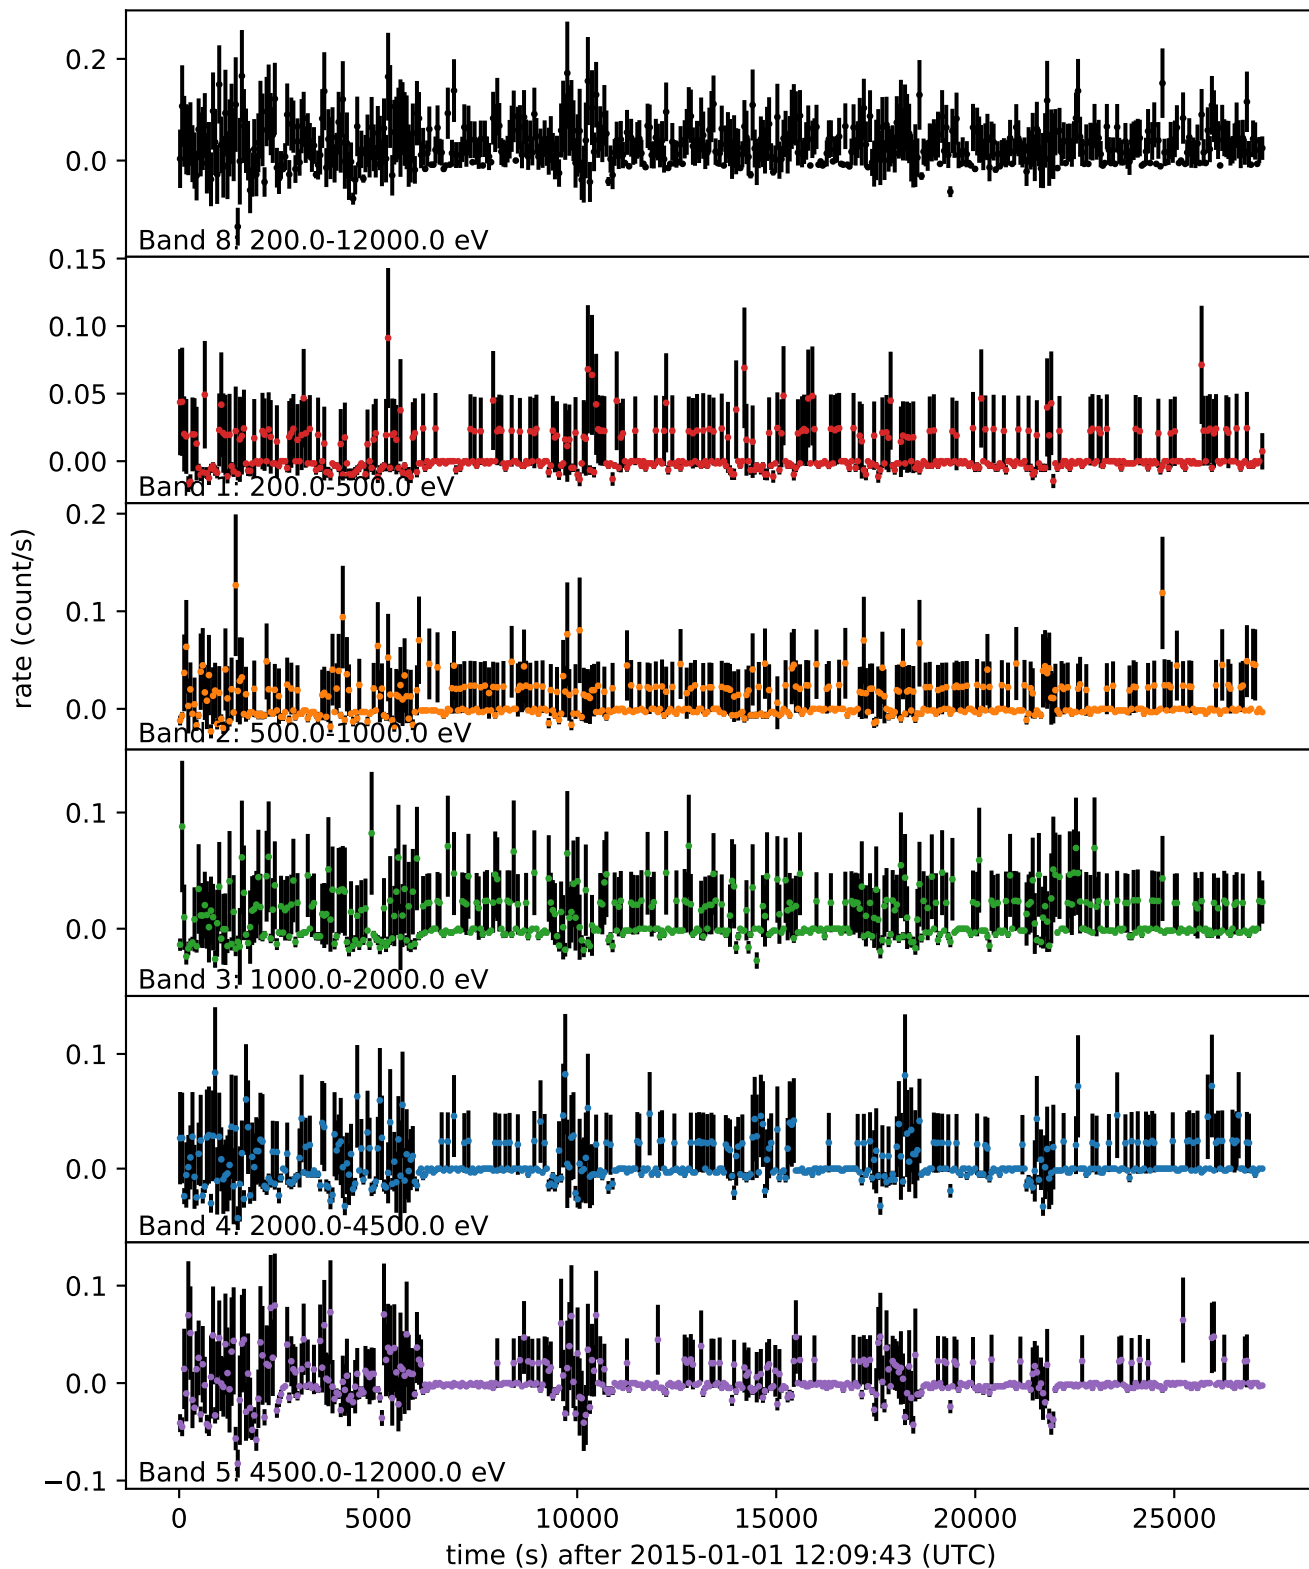 0.2
0.0
Band 8: 200.0-12000.0 eV
0.15
0.10
0.05
0.00
Band 1: 200.0-500.0 eV
0.2
0.1
0.0
Band 2: 500.0-1000.0 eV
rate (count/s)
0.1
0.0
Band 3: 1000.0-2000.0 eV
0.1
0.0
Band 4: 2000.0-4500.0 eV
0.1
0.0
−0.1
Band 5: 4500.0-12000.0 eV
0 5000 10000 15000 20000 25000
time (s) after 2015-01-01 12:09:43 (UTC)